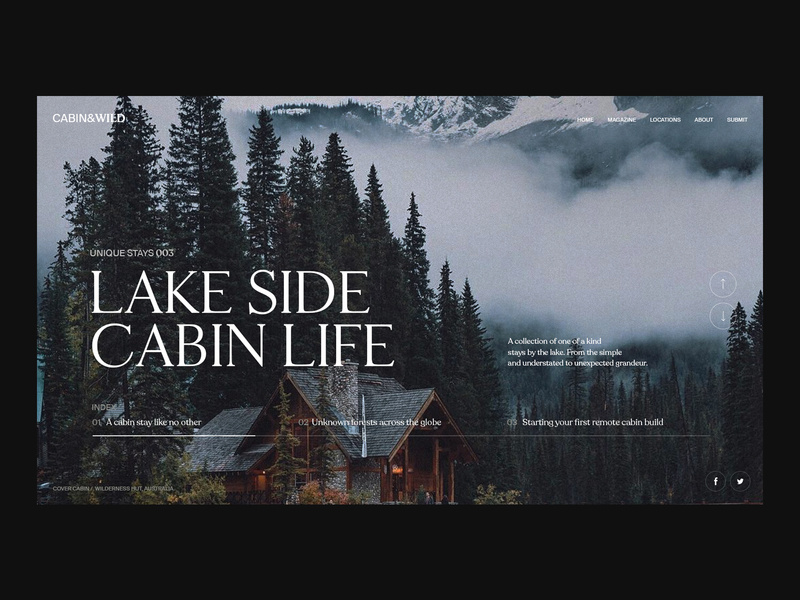 CABIN&WILD
HOME MAGAZINE LOCATIONS ABOUT SUBMIT
UNIQUE STAYS 003
LAKE SIDE
CABIN LIFE
A collection of one of a kind
stays by the lake. From the simple
and understated to unexpected grandeur.
INDEX
01 A cabin stay like no other
02 Unknown forests across the globe
03 Starting your first remote cabin build
COVER CABIN / WILDERNESS HUT, AUSTRALIA